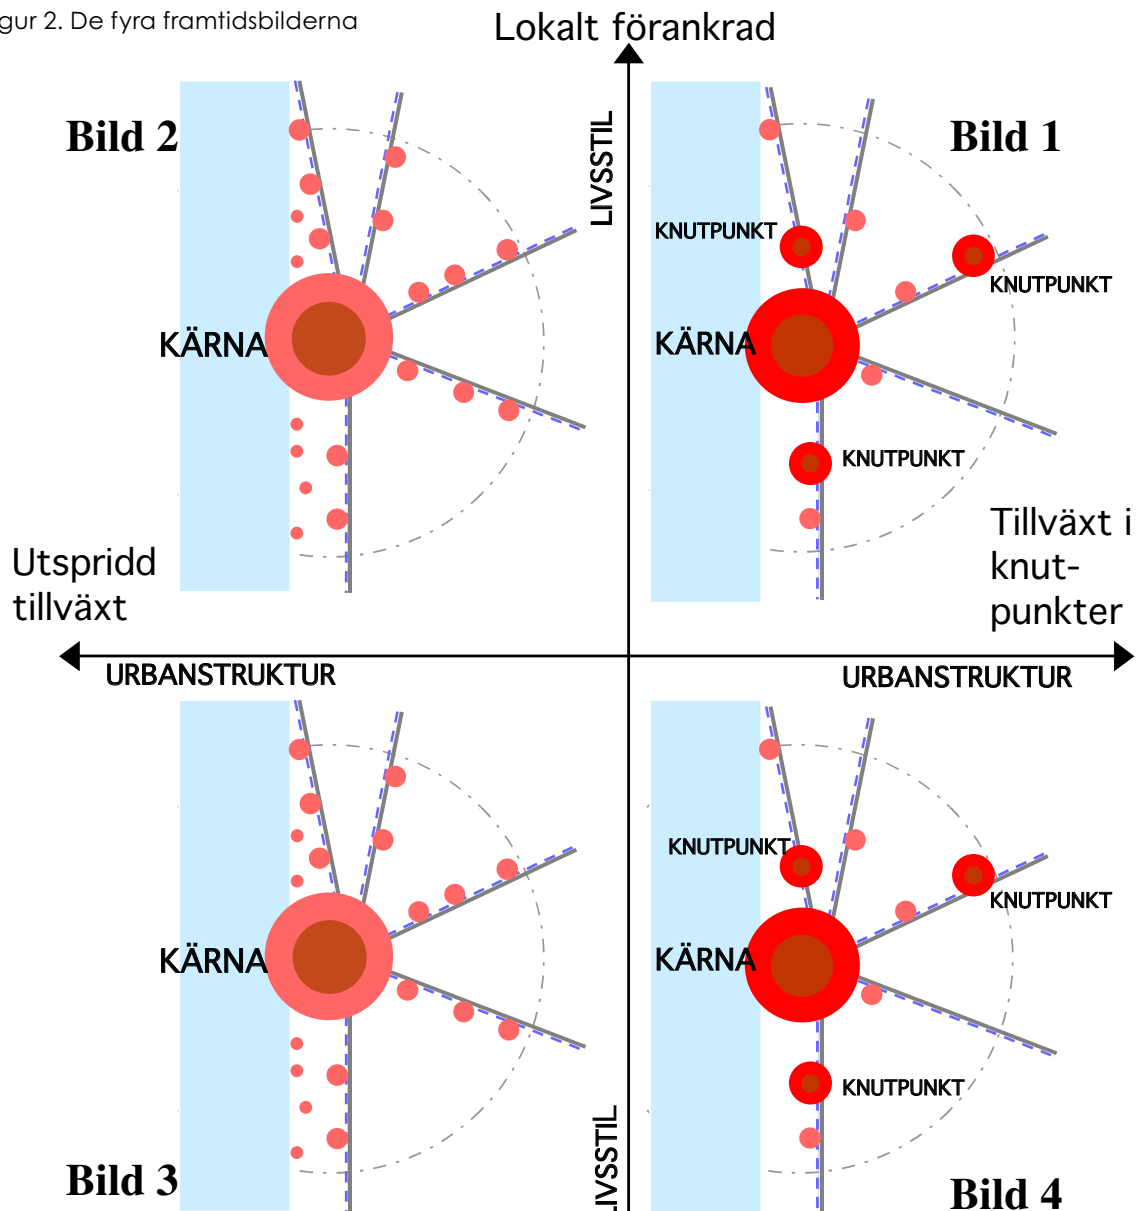 gur 2. De fyra framtidsbilderna
Lokalt förankrad
LIVSSTIL
Bild 2
KÄRNA
Bild 1
KNUTPUNKT
KNUTPUNKT
KÄRNA
KNUTPUNKT
Utspridd
tillväxt
Tillväxt i
knut-
punkter
URBANSTRUKTUR
URBANSTRUKTUR
KÄRNA
Bild 3
KNUTPUNKT
KNUTPUNKT
KÄRNA
KNUTPUNKT
LIVSSTIL
Bild 4